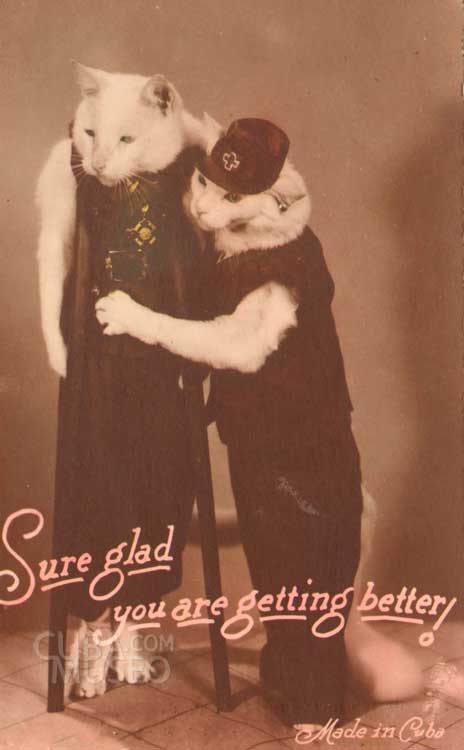 Sure glad
you are getting better!
CUBA.COM
MUSEO
Made in Cuba